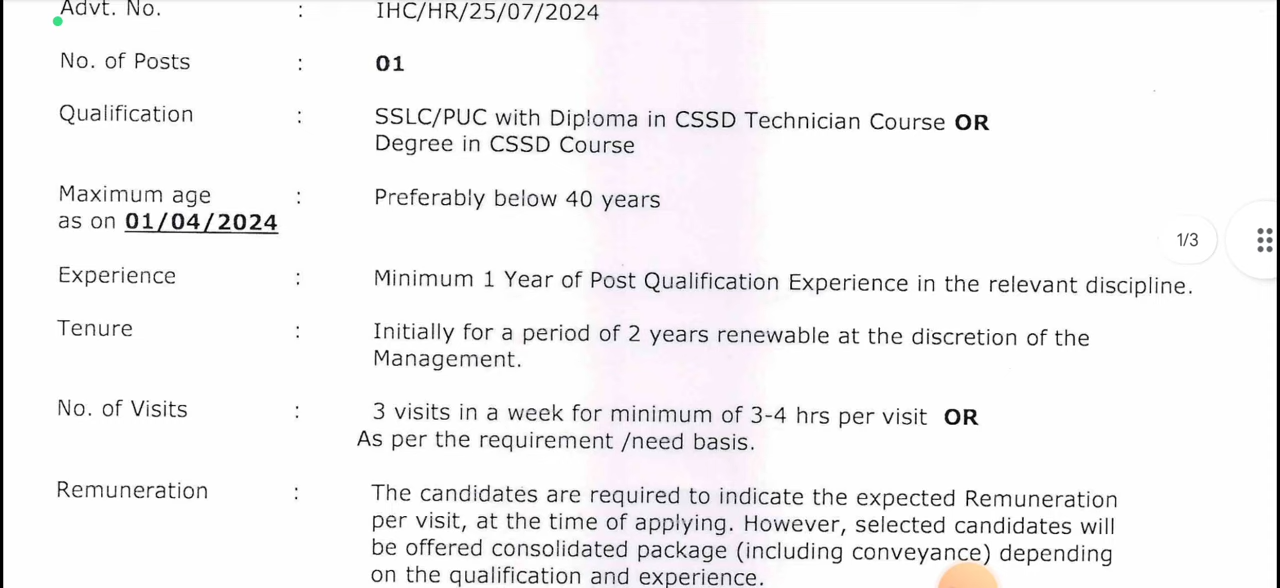 Advt. No. : IHC/HR/25/07/2024
No. of Posts : 01
Qualification : SSLC/PUC with Diploma in CSSD Technician Course OR
Degree in CSSD Course
Maximum age : Preferably below 40 years
as on 01/04/2024
1/3
Experience : Minimum 1 Year of Post Qualification Experience in the relevant discipline.
Tenure : Initially for a period of 2 years renewable at the discretion of the
Management.
No. of Visits : 3 visits in a week for minimum of 3-4 hrs per visit OR
As per the requirement /need basis.
Remuneration : The candidates are required to indicate the expected Remuneration
per visit, at the time of applying. However, selected candidates will
be offered consolidated package (including conveyance) depending
on the qualification and experience.